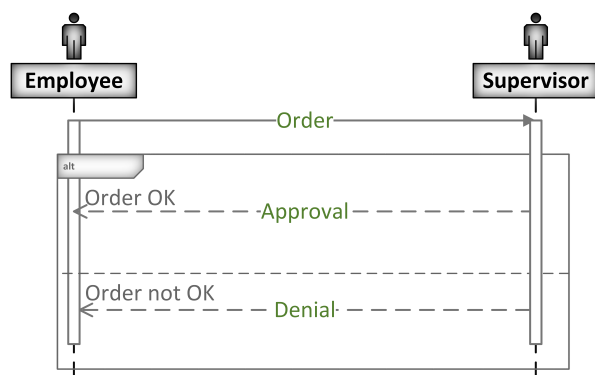 Employee
Supervisor
Order
alt
Order OK
Approval
Order not OK
Denial